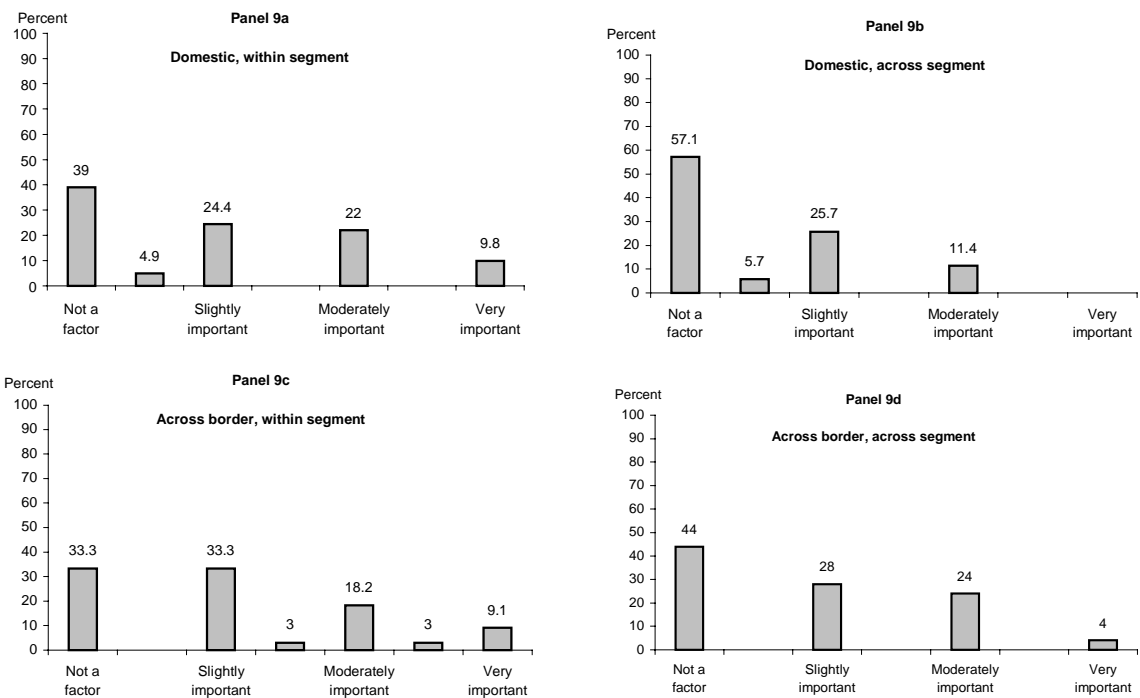 Panel 9a
Percent
Domestic, within segment
100
90
80
70
60
50
40
30
20
10
0
39
4.9
24.4
22
9.8
Not a
factor
Slightly
important
Moderately
important
Very
important
Panel 9b
Percent
Domestic, across segment
100
90
80
70
60
50
40
30
20
10
0
57.1
5.7
25.7
11.4
Not a
factor
Slightly
important
Moderately
important
Very
important
Panel 9c
Percent
Across border, within segment
100
90
80
70
60
50
40
30
20
10
0
33.3
33.3
3
18.2
3
9.1
Not a
factor
Slightly
important
Moderately
important
Very
important
Panel 9d
Percent
Across border, across segment
100
90
80
70
60
50
40
30
20
10
0
44
28
24
4
Not a
factor
Slightly
important
Moderately
important
Very
important